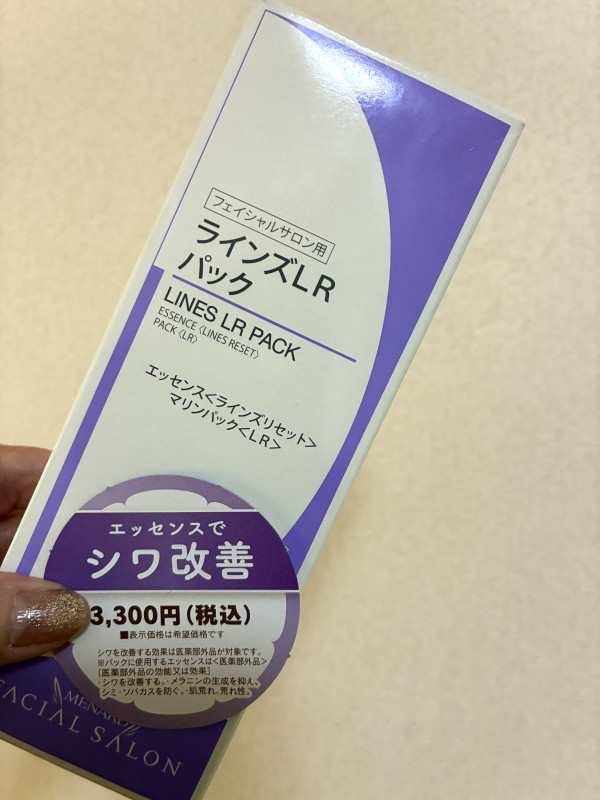 フェイシャルサロン用
ラインズLR
パック
LINES LR PACK
ESSENCE〈LINES RESET〉
PACK〈LR〉
エッセンス＜ラインズリセット＞
マリンパック＜LR＞
エッセンスで
シワ改善
3,300円（税込）
■表示価格は希望価格です
シワを改善する効果は医薬部外品が対象です。
※パックに使用するエッセンスは＜医薬部外品＞
[医薬部外品の効能又は効果]
・シワを改善する。・メラニンの生成を抑え、
シミ・ソバカスを防ぐ。・肌荒れ、荒れ性。
MENARD
FACIAL SALON